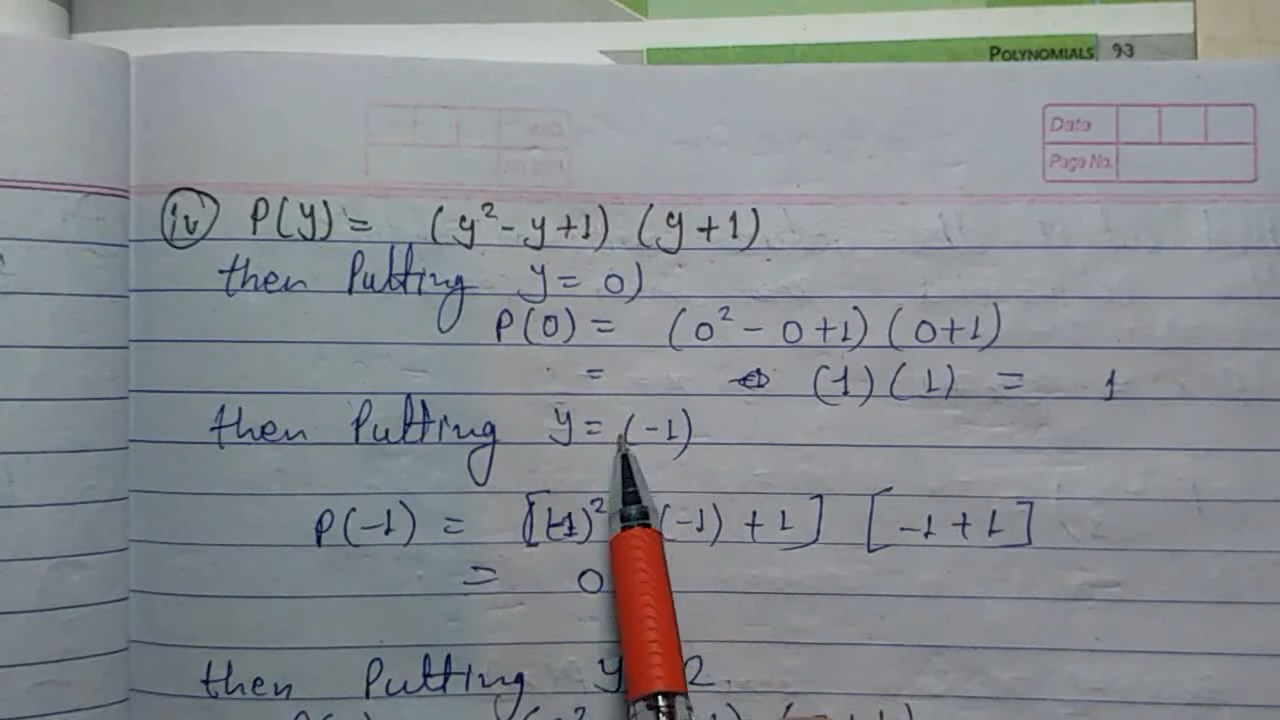 POLYNOMIALS 93
Date
Page No.
(iv) P(y) = (y² - y + 1) (y + 1)
then Putting y = 0)
P(0) = (0² - 0 + 1) (0 + 1)
= (1) (1) = 1
then Putting y = (-1)
P(-1) = [(-1)² (-1) + 1] [-1 + 1]
= 0
then Putting y 2